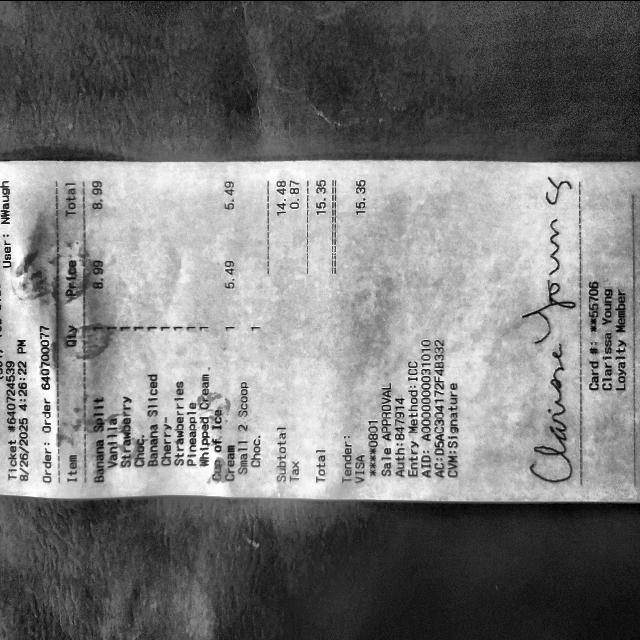 User: NWaugh
Ticket #640724539
8/26/2025 4:26:22 PM
Order: Order 640700077
Item Qty Price Total
Banana Split 1 8.99 8.99
Vanilla 1
Strawberry 1
Choc. 1
Banana Sliced 1
Cherry- 1
Strawberries 1
Pineapple 1
Whipped Cream. 1
Cup of Ice 1 5.49 5.49
Cream
Small 2 Scoop
Choc. 1
Subtotal 14.48
Tax 0.87
Total 15.35
Tender:
VISA 15.35
****0801
Sale APPROVAL
Auth:847914
Entry Method:ICC
AID: A0000000031010
AC:D5AC304172F48332
CVM:Signature
Clarissa Young
Card #: **55706
Clarissa Young
Loyalty Member